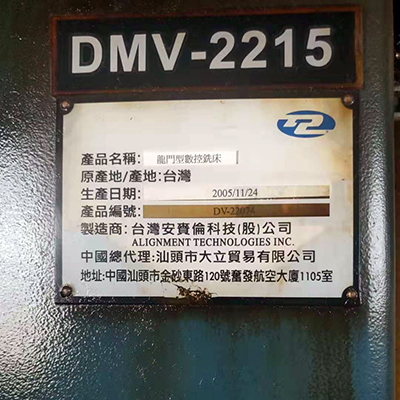 DMV-2215
產品名稱: 龍門型數控銑床
原產地/產地:台灣
生產日期: 2005/11/24
產品編號: DV-22074
製造商: 台灣安賚倫科技(股)公司
ALIGNMENT TECHNOLOGIES INC.
中國總代理:汕頭市大立貿易有限公司
地址:中國汕頭市金砂東路120號奮發航空大廈1105室